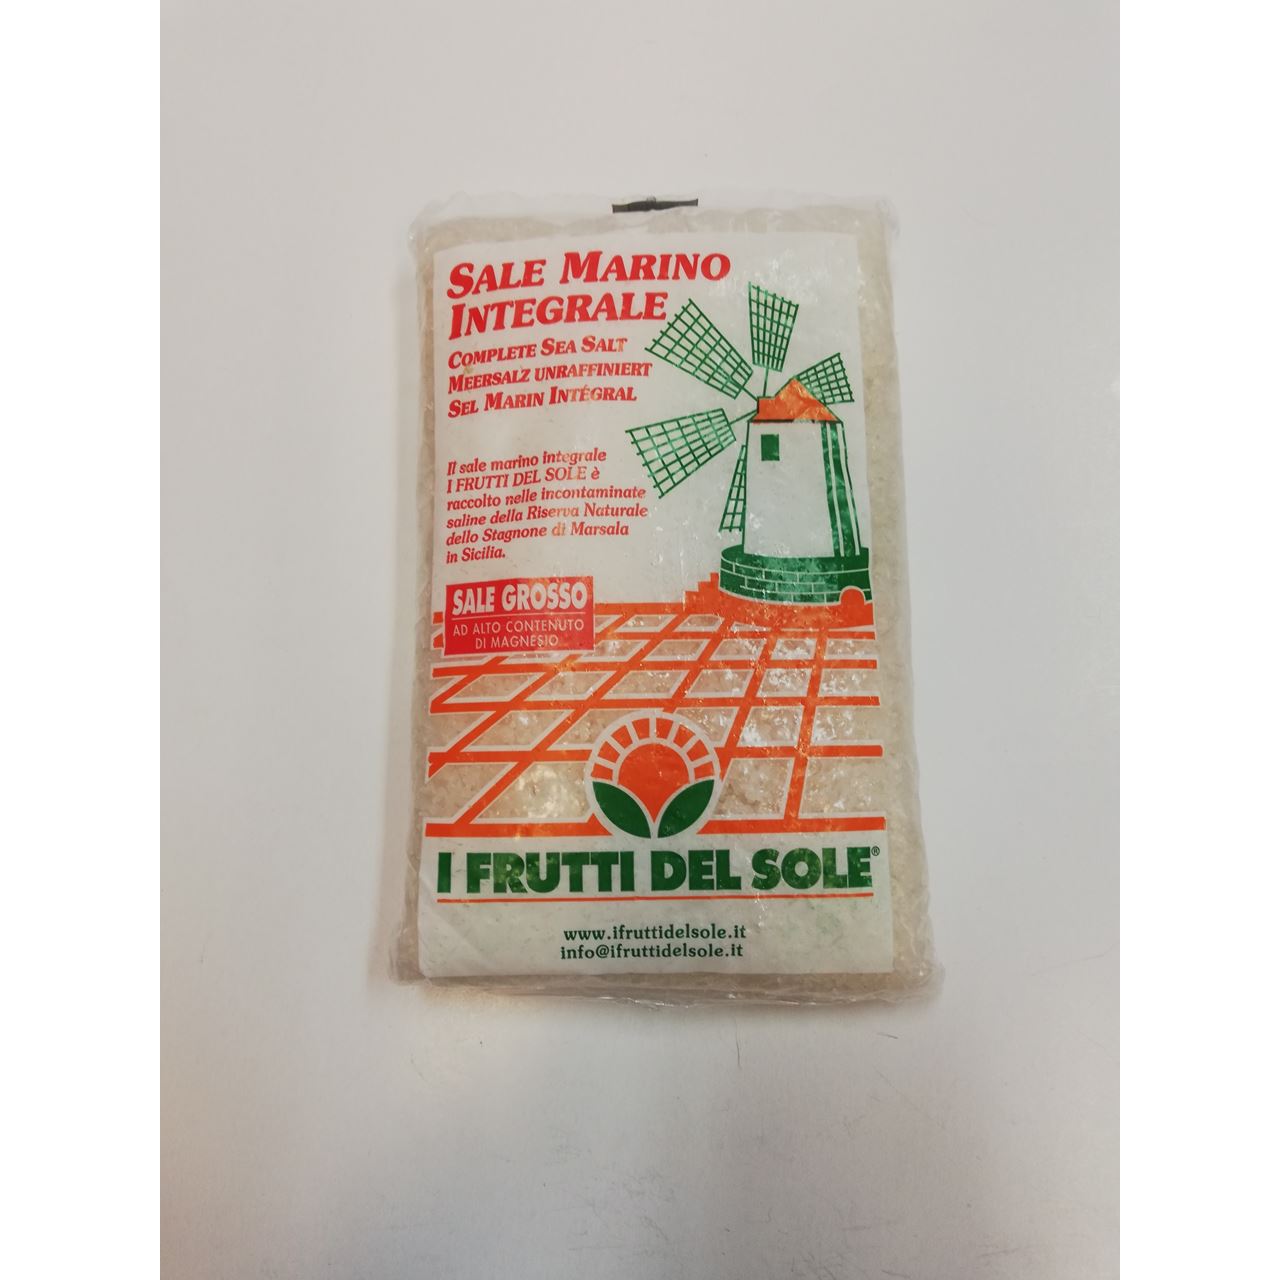 SALE MARINO
INTEGRALE
COMPLETE SEA SALT
MEERSALZ UNRAFFINIERT
SEL MARIN INTÉGRAL
Il sale marino integrale
I FRUTTI DEL SOLE è
raccolto nelle incontaminate
saline della Riserva Naturale
dello Stagnone di Marsala
in Sicilia.
SALE GROSSO
AD ALTO CONTENUTO
DI MAGNESIO
I FRUTTI DEL SOLE®
www.ifruttidelsole.it
info@ifruttidelsole.it